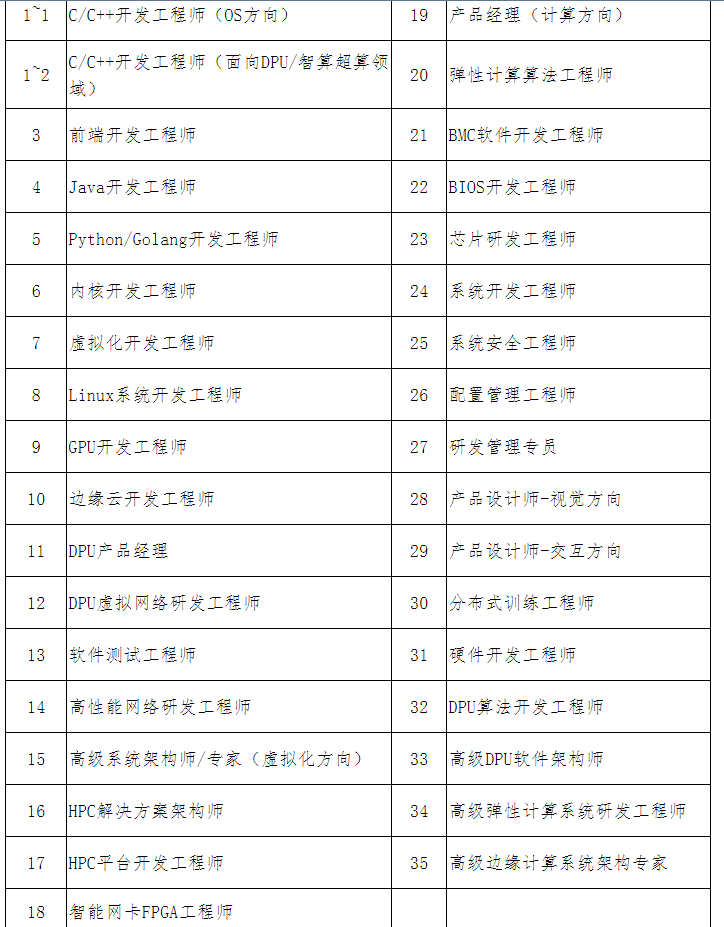 1~1 C/C++开发工程师（OS方向） 19 产品经理（计算方向）
1~2 C/C++开发工程师（面向DPU/智算超算领
域） 20 弹性计算算法工程师
3 前端开发工程师 21 BMC软件开发工程师
4 Java开发工程师 22 BIOS开发工程师
5 Python/Golang开发工程师 23 芯片研发工程师
6 内核开发工程师 24 系统开发工程师
7 虚拟化开发工程师 25 系统安全工程师
8 Linux系统开发工程师 26 配置管理工程师
9 GPU开发工程师 27 研发管理专员
10 边缘云开发工程师 28 产品设计师-视觉方向
11 DPU产品经理 29 产品设计师-交互方向
12 DPU虚拟网络研发工程师 30 分布式训练工程师
13 软件测试工程师 31 硬件开发工程师
14 高性能网络研发工程师 32 DPU算法开发工程师
15 高级系统架构师/专家（虚拟化方向） 33 高级DPU软件架构师
16 HPC解决方案架构师 34 高级弹性计算系统研发工程师
17 HPC平台开发工程师 35 高级边缘计算系统架构专家
18 智能网卡FPGA工程师